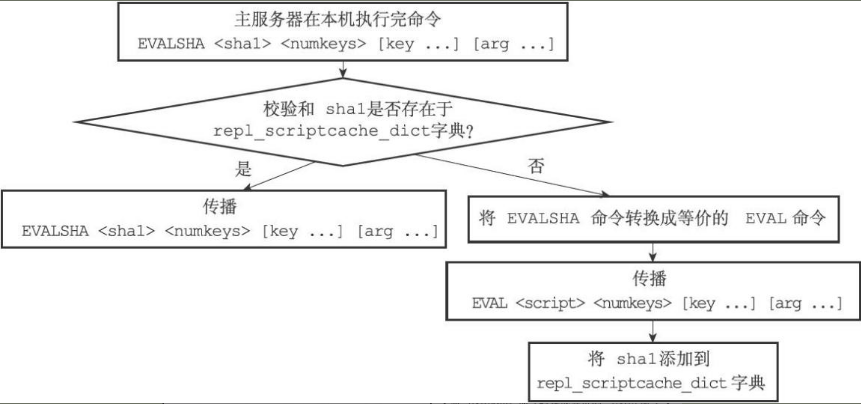 主服务器在本机执行完命令
EVALSHA <sha1> <numkeys> [key ...] [arg ...]
校验和 sha1是否存在于
repl_scriptcache_dict字典?
是
否
传播
EVALSHA <sha1> <numkeys> [key ...] [arg ...]
将 EVALSHA 命令转换成等价的 EVAL 命令
传播
EVAL <script> <numkeys> [key ...] [arg ...]
将 sha1添加到
repl_scriptcache_dict 字典